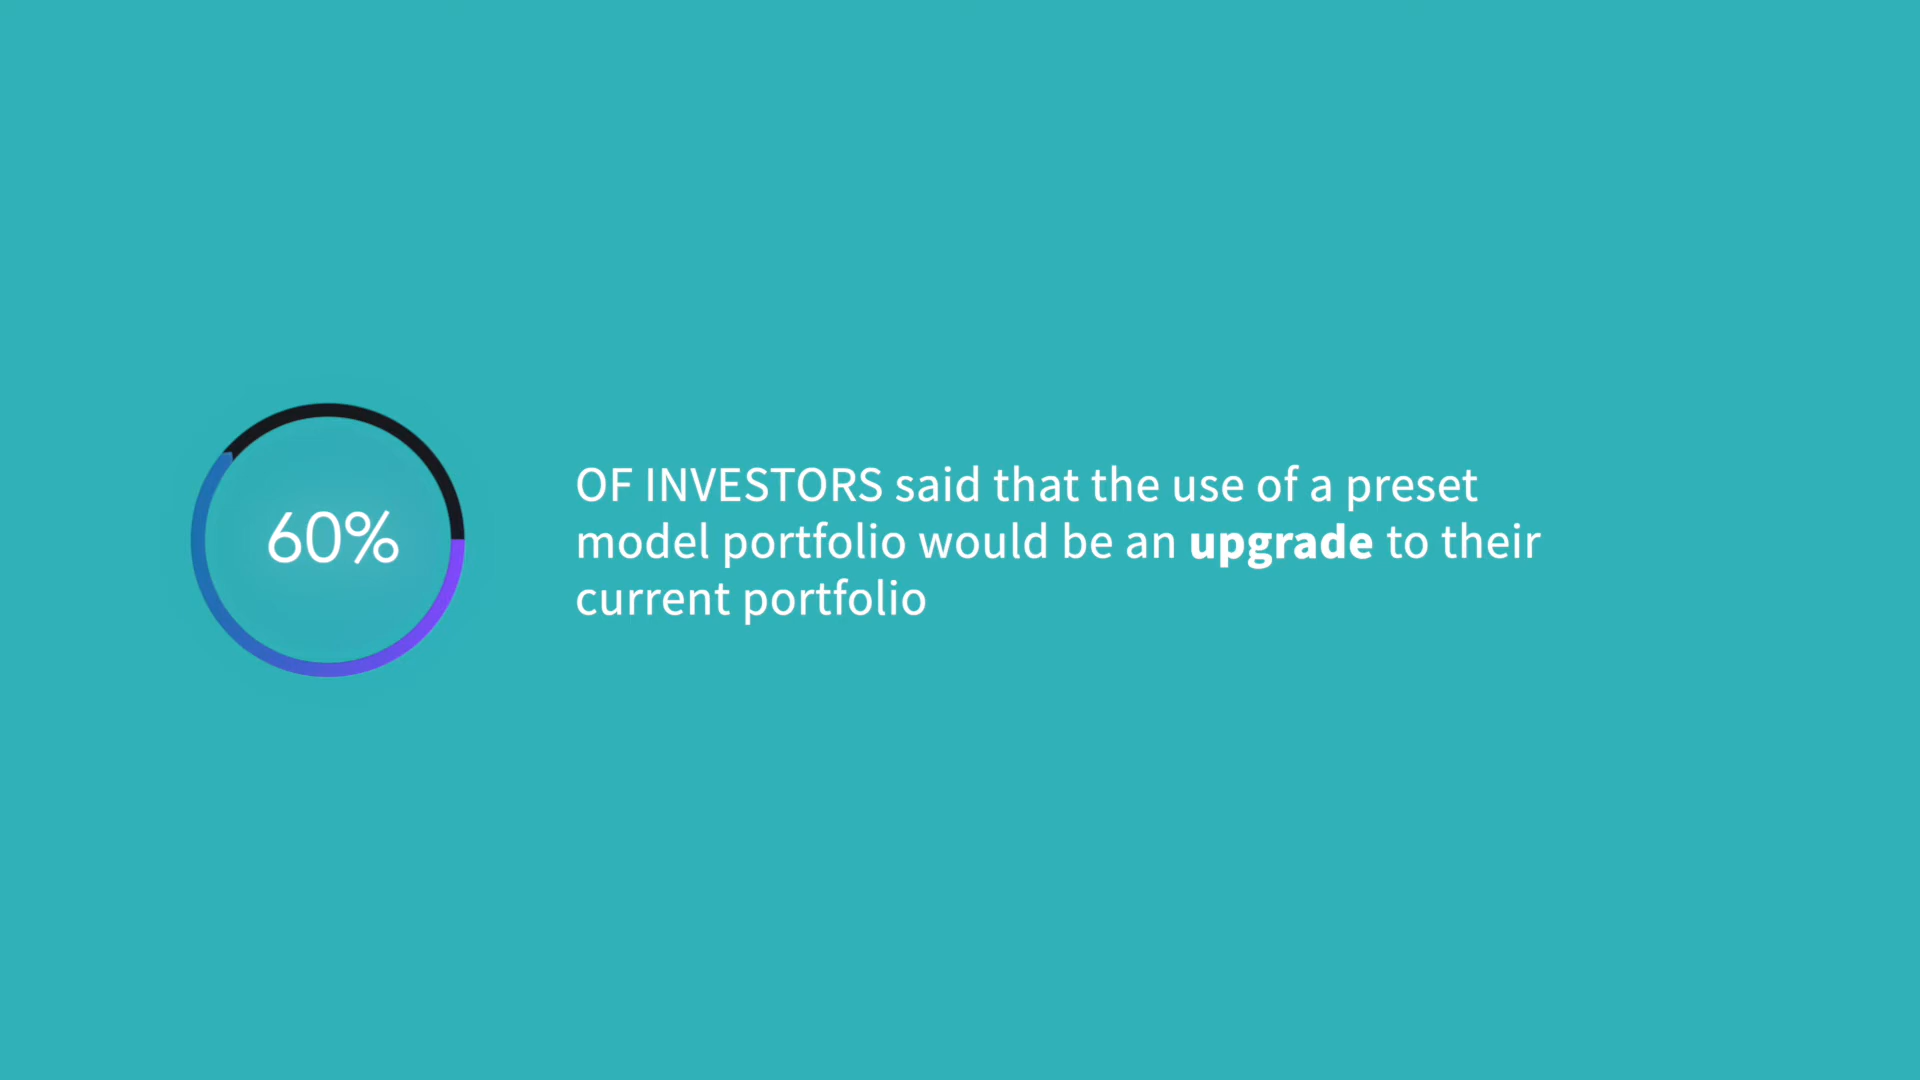 60%
OF INVESTORS said that the use of a preset
model portfolio would be an upgrade to their
current portfolio